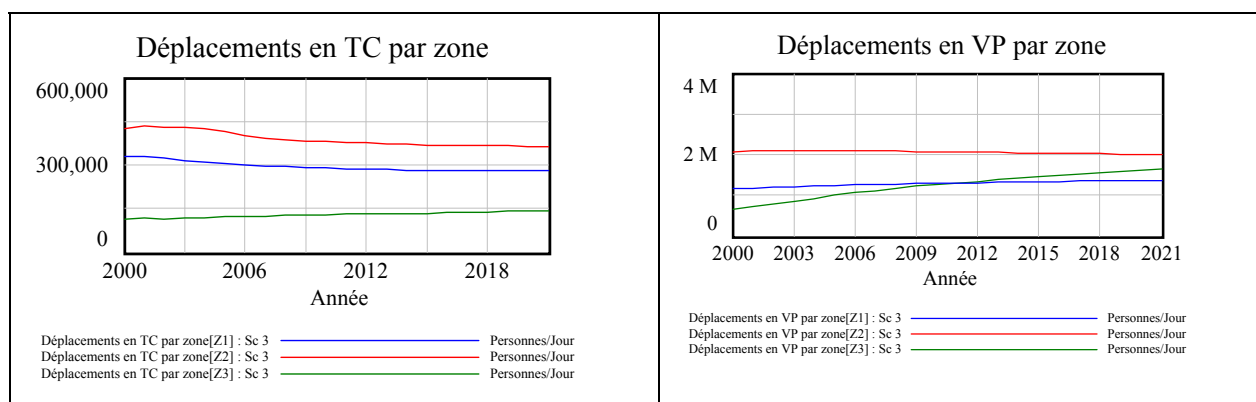 Déplacements en TC par zone
600,000
300,000
0
2000 2006 2012 2018
Année
Déplacements en TC par zone[Z1] : Sc 3 Personnes/Jour
Déplacements en TC par zone[Z2] : Sc 3 Personnes/Jour
Déplacements en TC par zone[Z3] : Sc 3 Personnes/Jour
Déplacements en VP par zone
4 M
2 M
0
2000 2003 2006 2009 2012 2015 2018 2021
Année
Déplacements en VP par zone[Z1] : Sc 3 Personnes/Jour
Déplacements en VP par zone[Z2] : Sc 3 Personnes/Jour
Déplacements en VP par zone[Z3] : Sc 3 Personnes/Jour